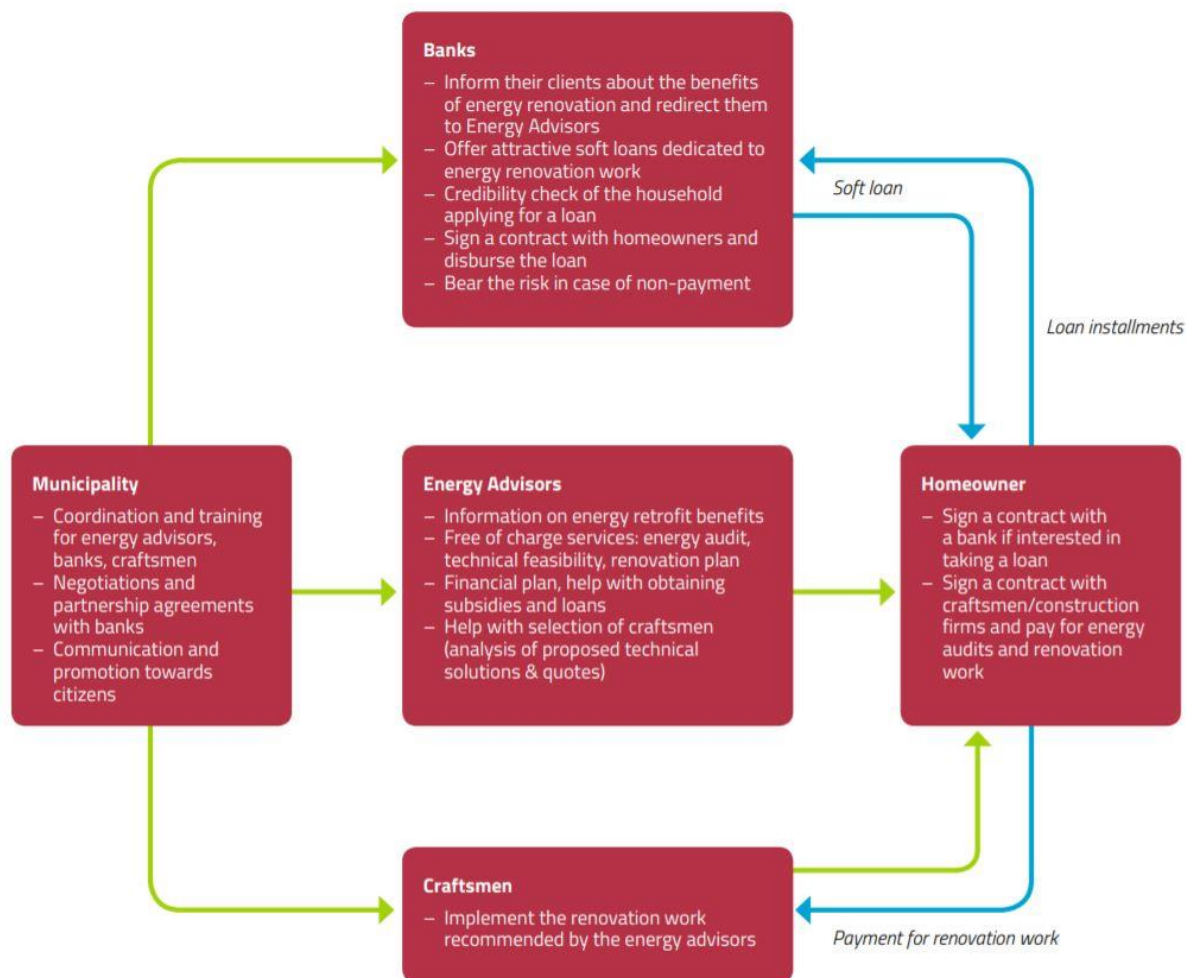 Banks
– Inform their clients about the benefits
of energy renovation and redirect them
to Energy Advisors
– Offer attractive soft loans dedicated to
energy renovation work
– Credibility check of the household
applying for a loan
– Sign a contract with homeowners and
disburse the loan
– Bear the risk in case of non-payment
Soft loan
Loan installments
Municipality
– Coordination and training
for energy advisors,
banks, craftsmen
– Negotiations and
partnership agreements
with banks
– Communication and
promotion towards
citizens
Energy Advisors
– Information on energy retrofit benefits
– Free of charge services: energy audit,
technical feasibility, renovation plan
– Financial plan, help with obtaining
subsidies and loans
– Help with selection of craftsmen
(analysis of proposed technical
solutions & quotes)
Homeowner
– Sign a contract with
a bank if interested in
taking a loan
– Sign a contract with
craftsmen/construction
firms and pay for energy
audits and renovation
work
Craftsmen
– Implement the renovation work
recommended by the energy advisors
Payment for renovation work